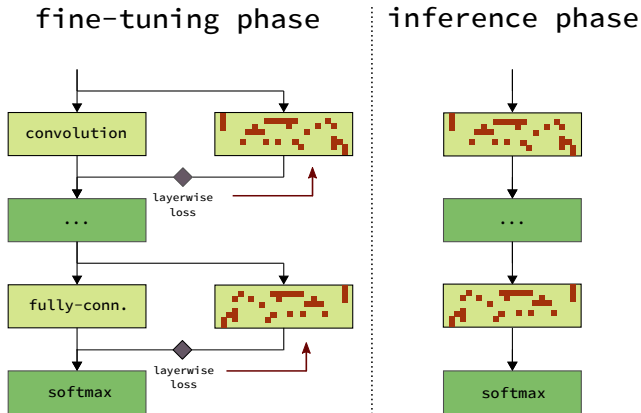 fine-tuning phase
inference phase
convolution
layerwise
loss
...
...
fully-conn.
layerwise
loss
softmax
softmax